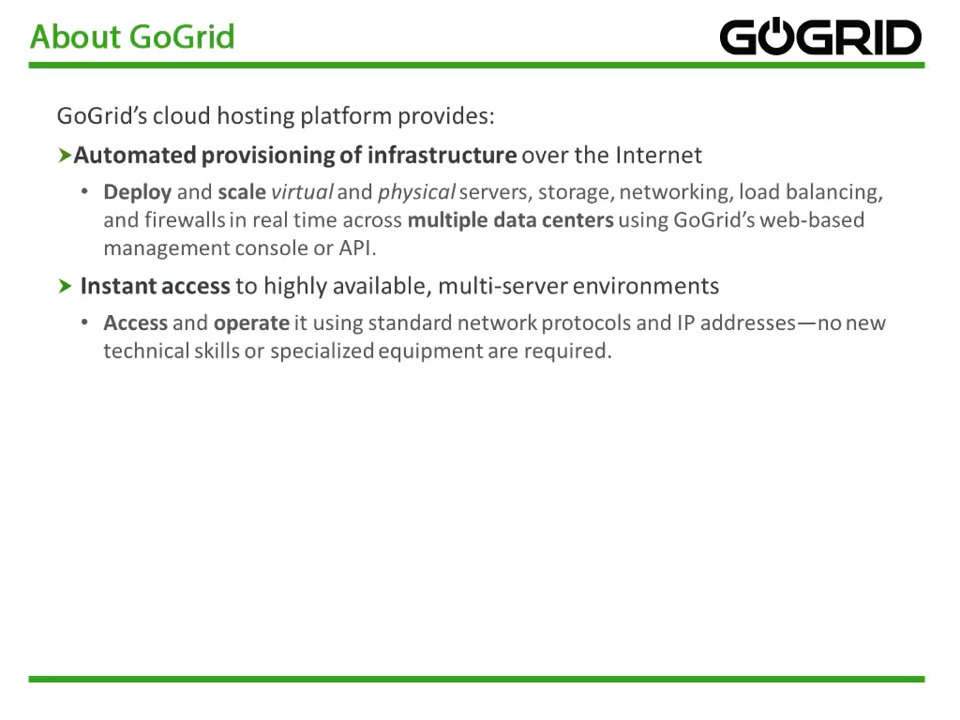 About GoGrid
GOGRID
GoGrid’s cloud hosting platform provides:
➤Automated provisioning of infrastructure over the Internet
• Deploy and scale virtual and physical servers, storage, networking, load balancing,
and firewalls in real time across multiple data centers using GoGrid’s web-based
management console or API.
➤ Instant access to highly available, multi-server environments
• Access and operate it using standard network protocols and IP addresses—no new
technical skills or specialized equipment are required.